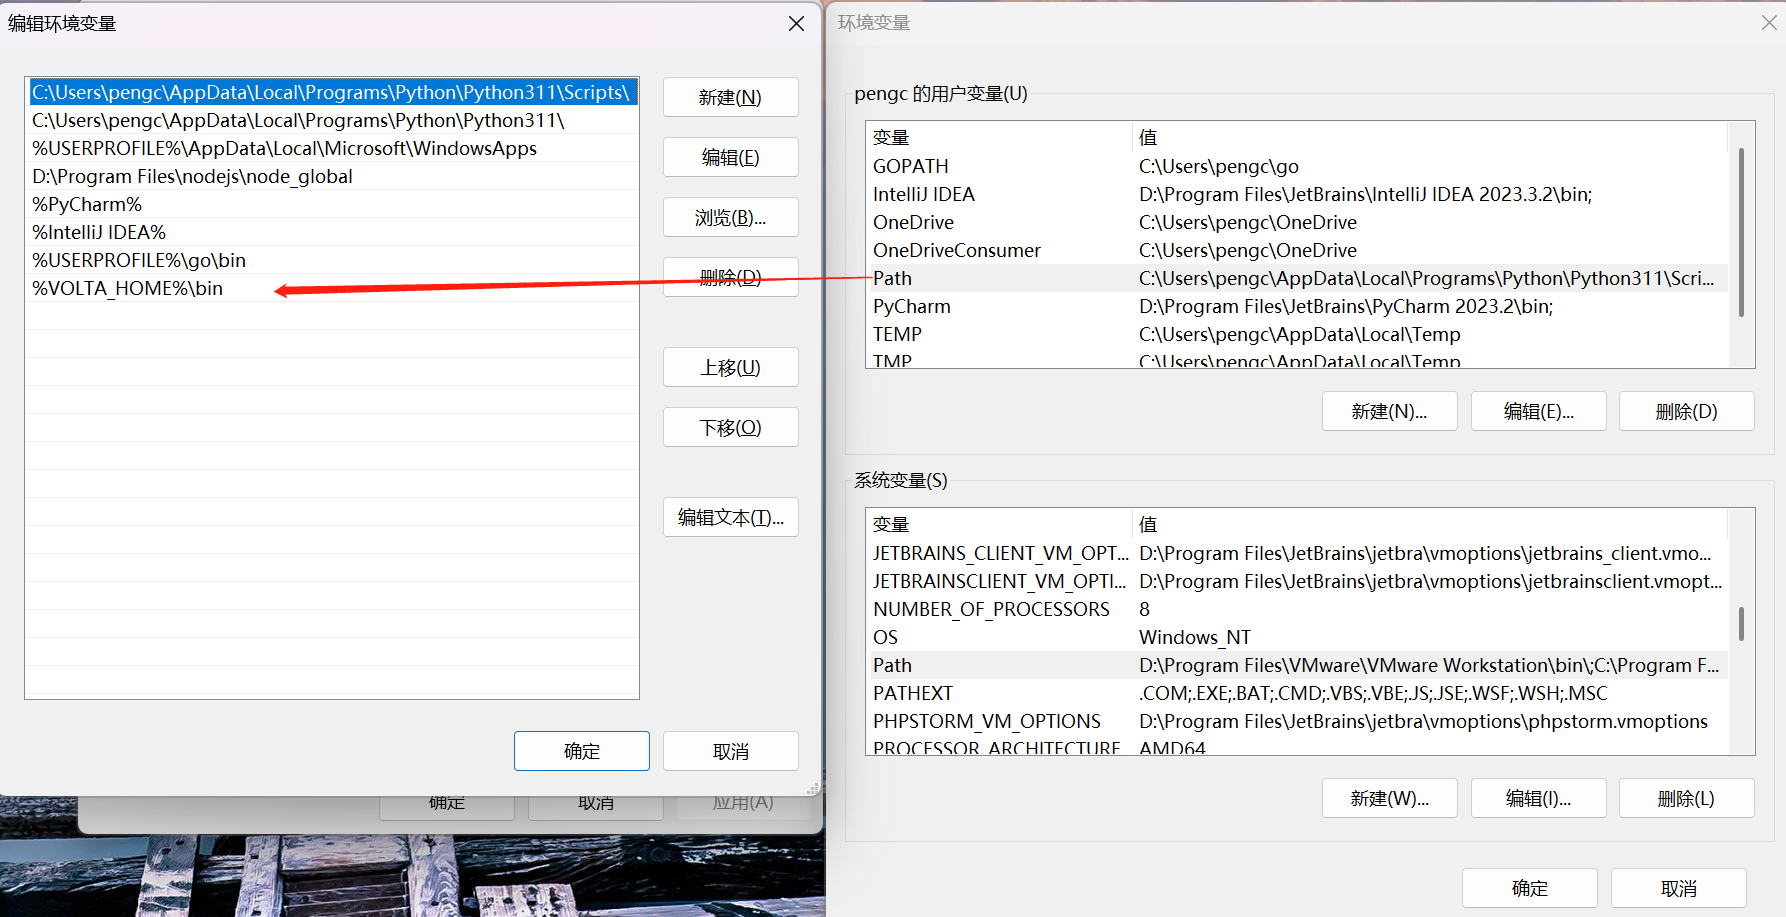 编辑环境变量
C:\Users\pengc\AppData\Local\Programs\Python\Python311\Scripts\
C:\Users\pengc\AppData\Local\Programs\Python\Python311\
%USERPROFILE%\AppData\Local\Microsoft\WindowsApps
D:\Program Files\nodejs\node_global
%PyCharm%
%IntelliJ IDEA%
%USERPROFILE%\go\bin
%VOLTA_HOME%\bin
新建(N)
编辑(E)
浏览(B)...
删除(D)
上移(U)
下移(O)
编辑文本(T)...
确定
取消
确定
取消
应用(A)
环境变量
pengc 的用户变量(U)
变量 值
GOPATH C:\Users\pengc\go
IntelliJ IDEA D:\Program Files\JetBrains\IntelliJ IDEA 2023.3.2\bin;
OneDrive C:\Users\pengc\OneDrive
OneDriveConsumer C:\Users\pengc\OneDrive
Path C:\Users\pengc\AppData\Local\Programs\Python\Python311\Scri...
PyCharm D:\Program Files\JetBrains\PyCharm 2023.2\bin;
TEMP C:\Users\pengc\AppData\Local\Temp
TMP C:\Users\pengc\AppData\Local\Temp
新建(N)...
编辑(E)...
删除(D)
系统变量(S)
变量 值
JETBRAINS_CLIENT_VM_OPT... D:\Program Files\JetBrains\jetbra\vmoptions\jetbrains_client.vmo...
JETBRAINSCLIENT_VM_OPTI... D:\Program Files\JetBrains\jetbra\vmoptions\jetbrainsclient.vmopt...
NUMBER_OF_PROCESSORS 8
OS Windows_NT
Path D:\Program Files\VMware\VMware Workstation\bin\;C:\Program F...
PATHEXT .COM;.EXE;.BAT;.CMD;.VBS;.VBE;.JS;.JSE;.WSF;.WSH;.MSC
PHPSTORM_VM_OPTIONS D:\Program Files\JetBrains\jetbra\vmoptions\phpstorm.vmoptions
PROCESSOR_ARCHITECTURE AMD64
新建(W)...
编辑(I)...
删除(L)
确定
取消